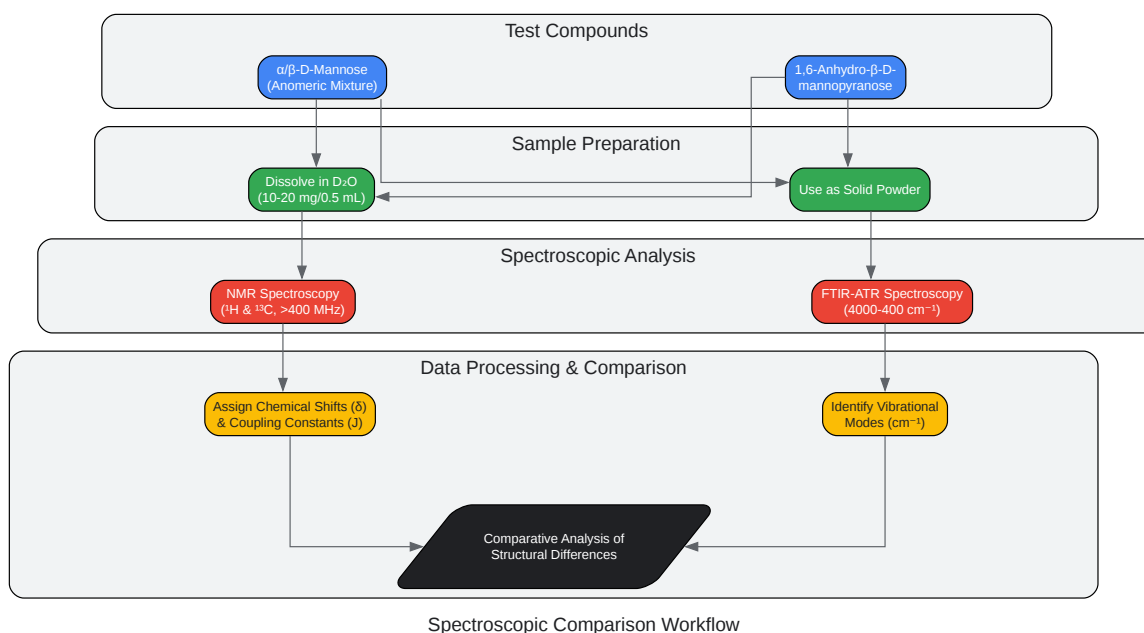 Test Compounds
α/β-D-Mannose
(Anomeric Mixture)
1,6-Anhydro-β-D-
mannopyranose
Sample Preparation
Dissolve in D₂O
(10-20 mg/0.5 mL)
Use as Solid Powder
Spectroscopic Analysis
NMR Spectroscopy
(¹H & ¹³C, >400 MHz)
FTIR-ATR Spectroscopy
(4000-400 cm⁻¹)
Data Processing & Comparison
Assign Chemical Shifts (δ)
& Coupling Constants (J)
Identify Vibrational
Modes (cm⁻¹)
Comparative Analysis of
Structural Differences
Spectroscopic Comparison Workflow